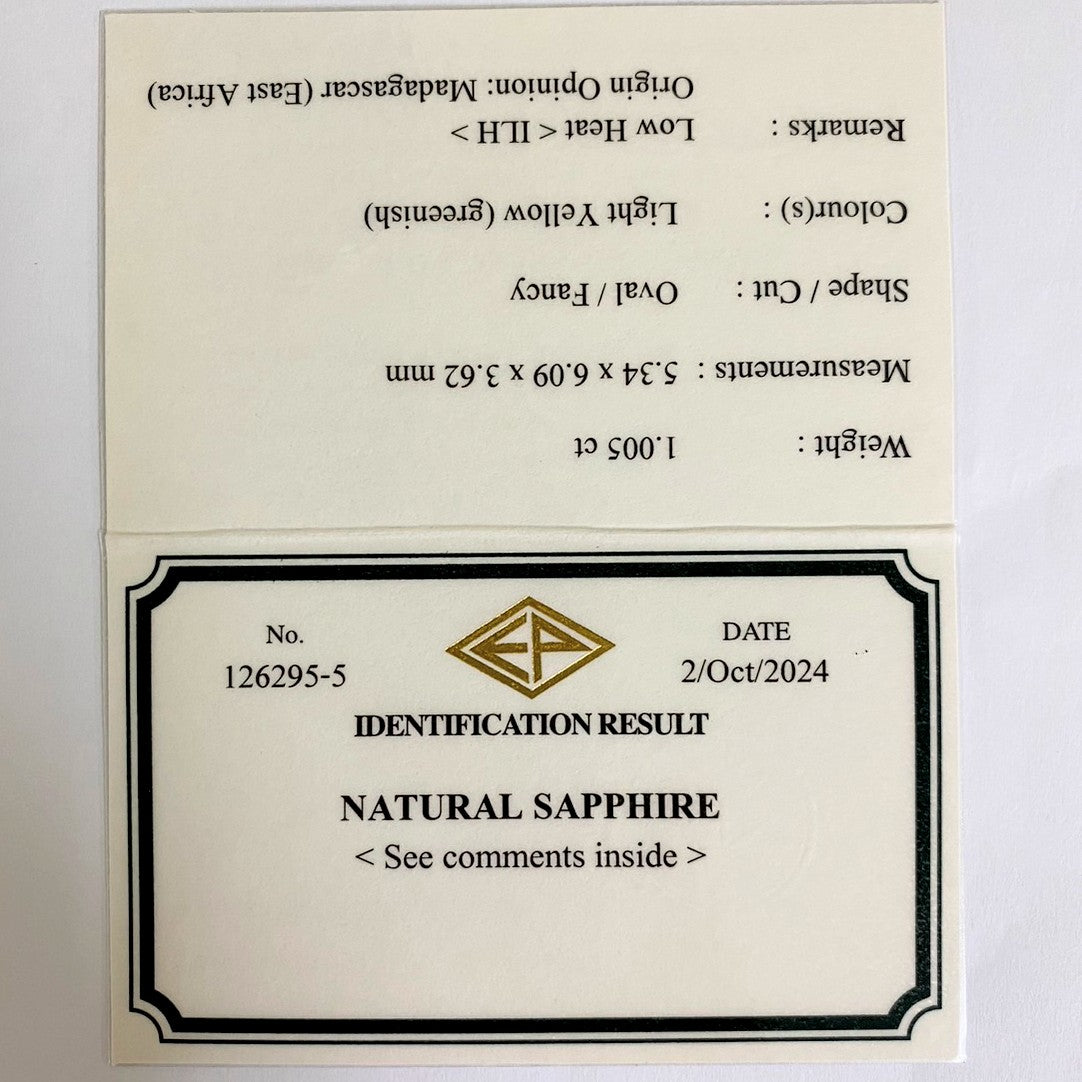 No.
126295-5
EP
DATE
2/Oct/2024
IDENTIFICATION RESULT
NATURAL SAPPHIRE
< See comments inside >
Weight : 1.005 ct
Measurements : 5.34 x 6.09 x 3.62 mm
Shape / Cut : Oval / Fancy
Colour(s) : Light Yellow (greenish)
Remarks : Low Heat < ILH >
Origin Opinion: Madagascar (East Africa)